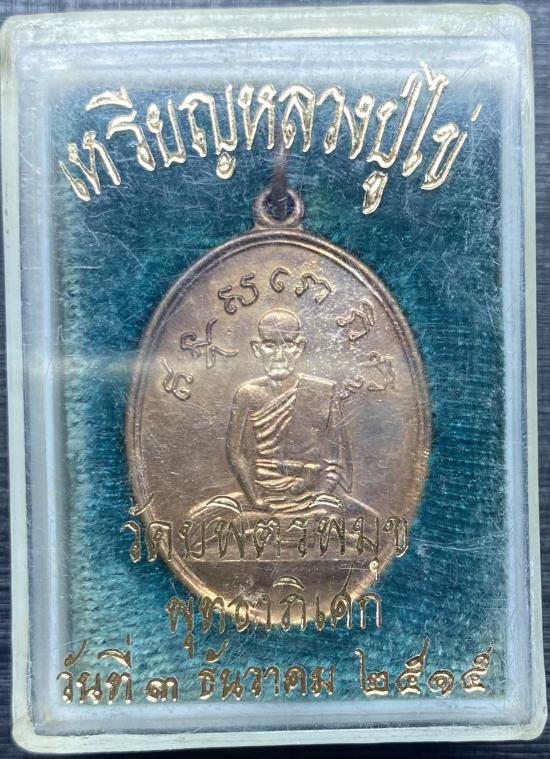 เหรียญหลวงปู่ไข่
วัดบพิตรพิมุข
พุทธาภิเศก
วันที่ ๓ ธันวาคม ๒๕๑๕